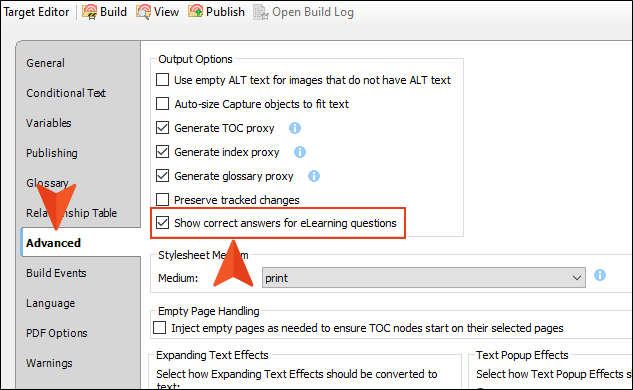 Target Editor Build View Publish Open Build Log
General
Conditional Text
Variables
Publishing
Glossary
Relationship Table
Advanced
Build Events
Language
PDF Options
Warnings
Output Options
Use empty ALT text for images that do not have ALT text
Auto-size Capture objects to fit text
Generate TOC proxy
Generate index proxy
Generate glossary proxy
Preserve tracked changes
Show correct answers for eLearning questions
Stylesheet Medium
Medium: print
Empty Page Handling
Inject empty pages as needed to ensure TOC nodes start on their selected pages
Expanding Text Effects
Select how Expanding Text Effects should be converted to
text:
Text Popup Effects
Select how Text Popup Effects s